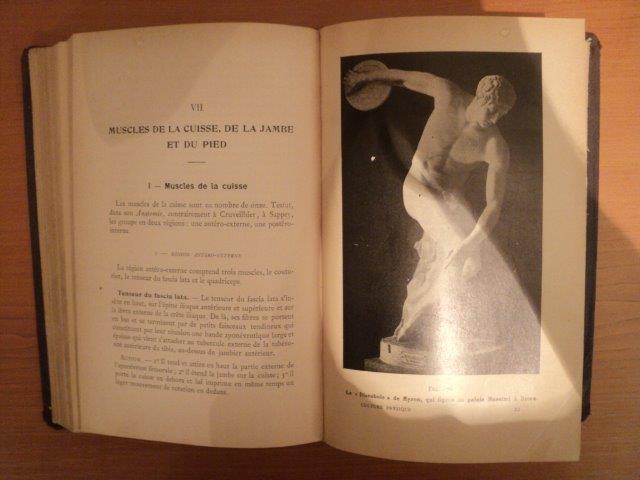 VII
MUSCLES DE LA CUISSE, DE LA JAMBE
ET DU PIED
I — Muscles de la cuisse
Les muscles de la cuisse sont au nombre de onze. Testut,
dans son Anatomie, contrairement à Cruveilhier, à Sappey,
les groupe en deux régions : une antéro-externe, une postéro-
interne.
1 — RÉGION ANTÉRO-EXTERNE
La région antéro-externe comprend trois muscles, le coutu-
rier, le tenseur du fascia lata et le quadriceps.
Tenseur du fascia lata. — Le tenseur du fascia lata s'in-
sère en haut, sur l'épine iliaque antérieure et supérieure et sur
la lèvre externe de la crête iliaque. De là, ses fibres se portent
en bas et se terminent par de petits faisceaux tendineux qui
constituent par leur réunion une bande aponévrotique large et
épaisse qui vient s'attacher au tubercule externe de la tubéro-
sité antérieure du tibia, au-dessus du jambier antérieur.
ACTION. — 1° Il tend et attire en haut la partie externe de
l'aponévrose fémorale ; 2° il étend la jambe sur la cuisse ; 3° il
porte la cuisse en dehors et lui imprime en même temps un
léger mouvement de rotation en dedans.
Le « Discobole » de Myron, qui figure au palais Massimi à Rome.
CULTURE PHYSIQUE